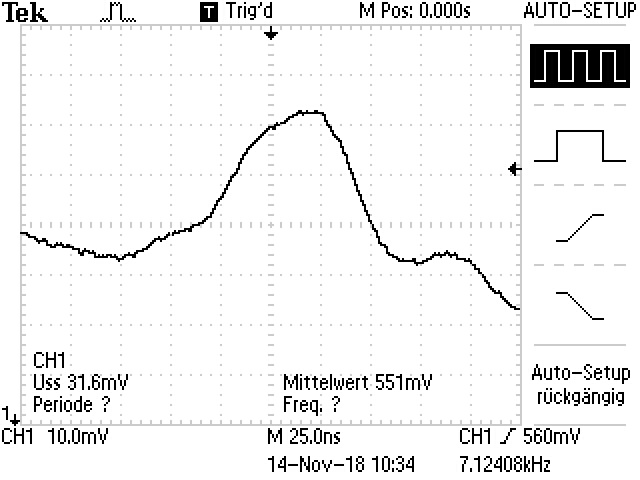 Tek T Trig'd M Pos: 0.000s AUTO-SETUP
CH1
Uss 31.6mV Mittelwert 551mV
Periode ? Freq. ?
Auto-Setup
rückgängig
1
CH1 10.0mV M 25.0ns CH1 560mV
14-Nov-18 10:34 7.12408kHz